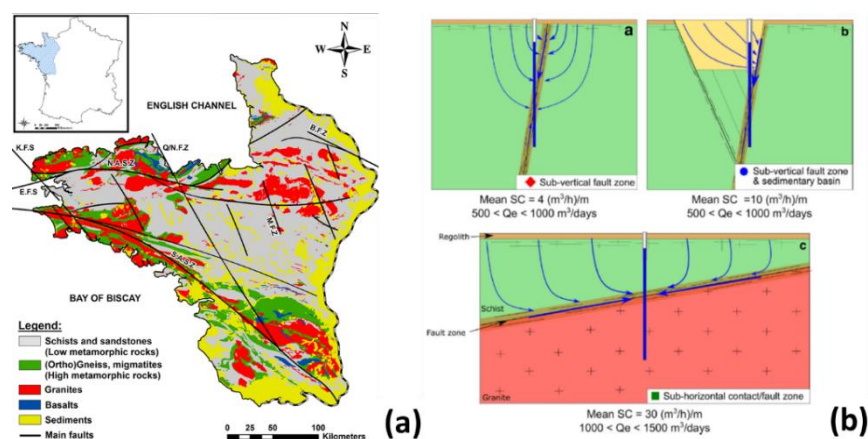 N
W E
S
ENGLISH CHANNEL
K.F.S
Q/N.F.Z
B.F.Z
N.A.S.Z
E.F.S
M.F.Z
S.A.S.Z
BAY OF BISCAY
Legend:
Schists and sandstones
(Low metamorphic rocks)
(Ortho)Gneiss, migmatites
(High metamorphic rocks)
Granites
Basalts
Sediments
Main faults
0 25 50 100
Kilometers
(a)
a
Sub-vertical fault zone
Mean SC = 4 (m³/h)/m
500 < Qe < 1000 m³/days
b
Sub-vertical fault zone
& sedimentary basin
Mean SC =10 (m³/h)/m
500 < Qe < 1000 m³/days
Regolith
c
Schist
Fault zone
Granite
Sub-horizontal contact/fault zone
Mean SC = 30 (m³/h)/m
1000 < Qe < 1500 m³/days
(b)